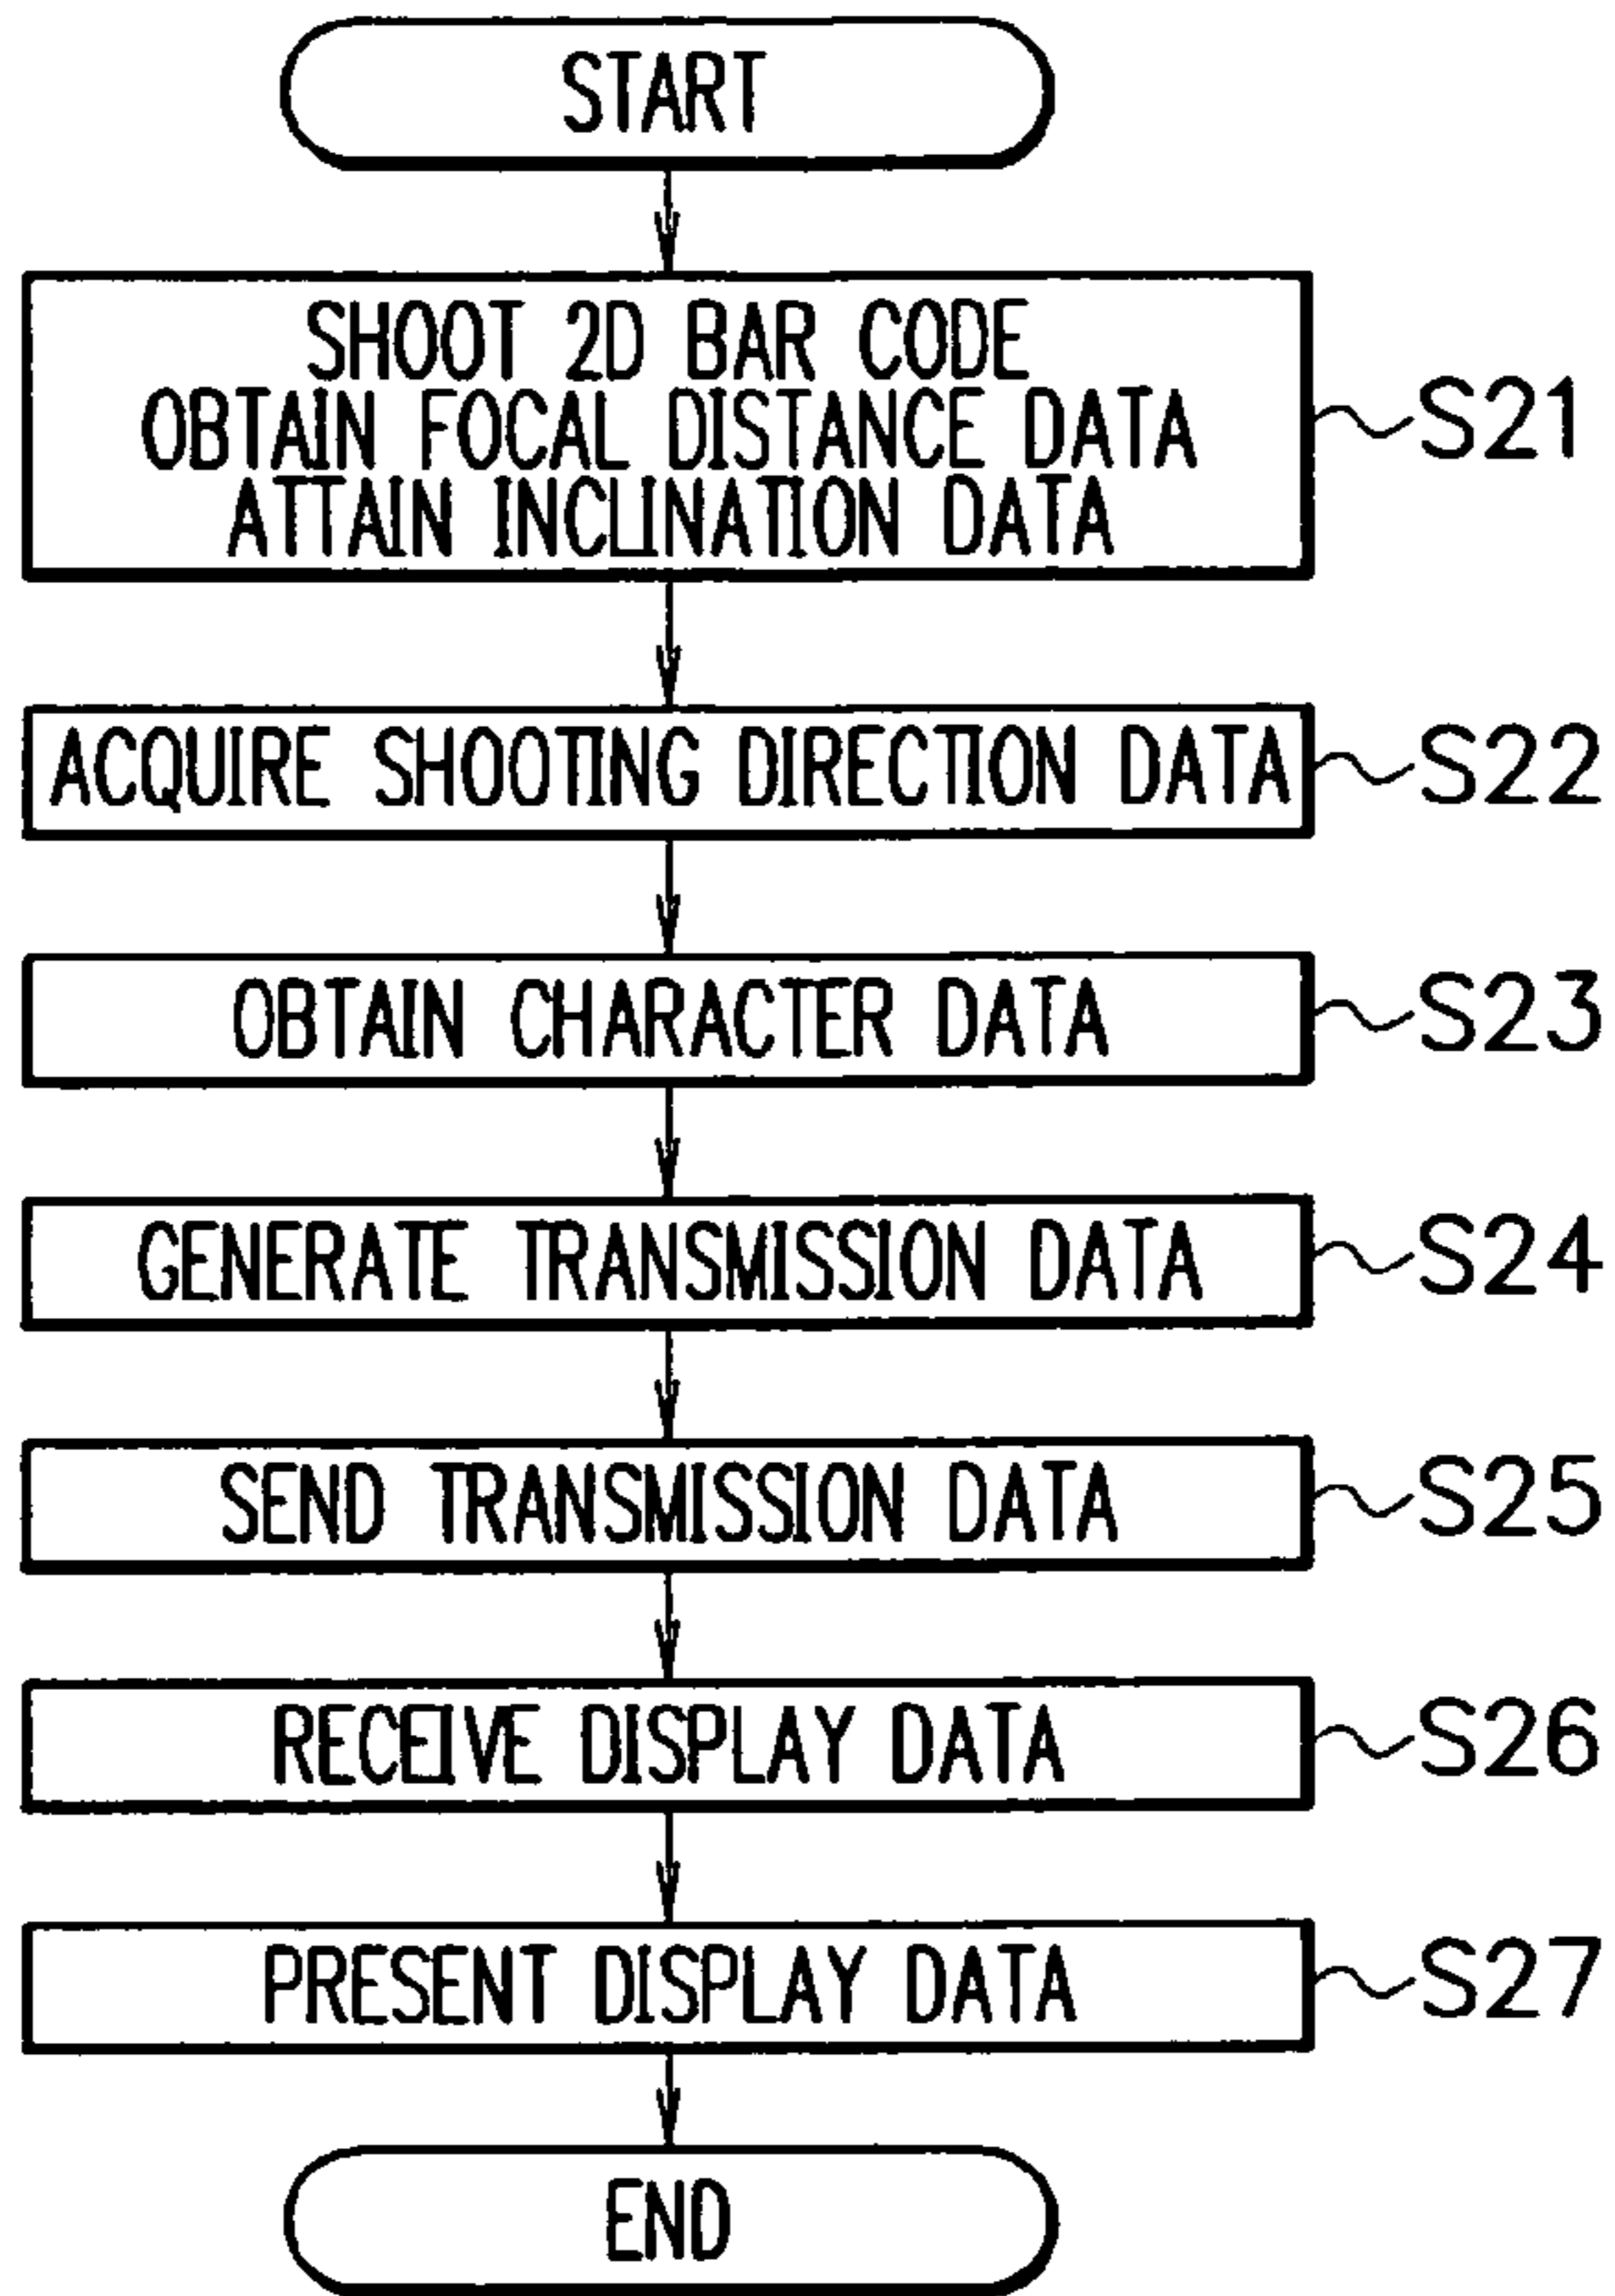 START
SHOOT 2D BAR CODE
OBTAIN FOCAL DISTANCE DATA
ATTAIN INCLINATION DATA
S21
ACQUIRE SHOOTING DIRECTION DATA
S22
OBTAIN CHARACTER DATA
S23
GENERATE TRANSMISSION DATA
S24
SEND TRANSMISSION DATA
S25
RECEIVE DISPLAY DATA
S26
PRESENT DISPLAY DATA
S27
END